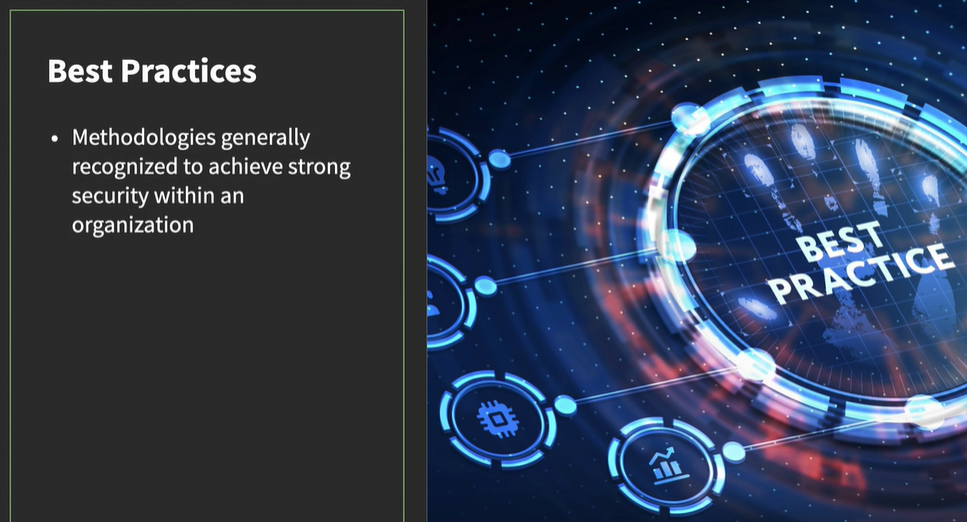 Best Practices
• Methodologies generally
recognized to achieve strong
security within an
organization
BEST
PRACTICE